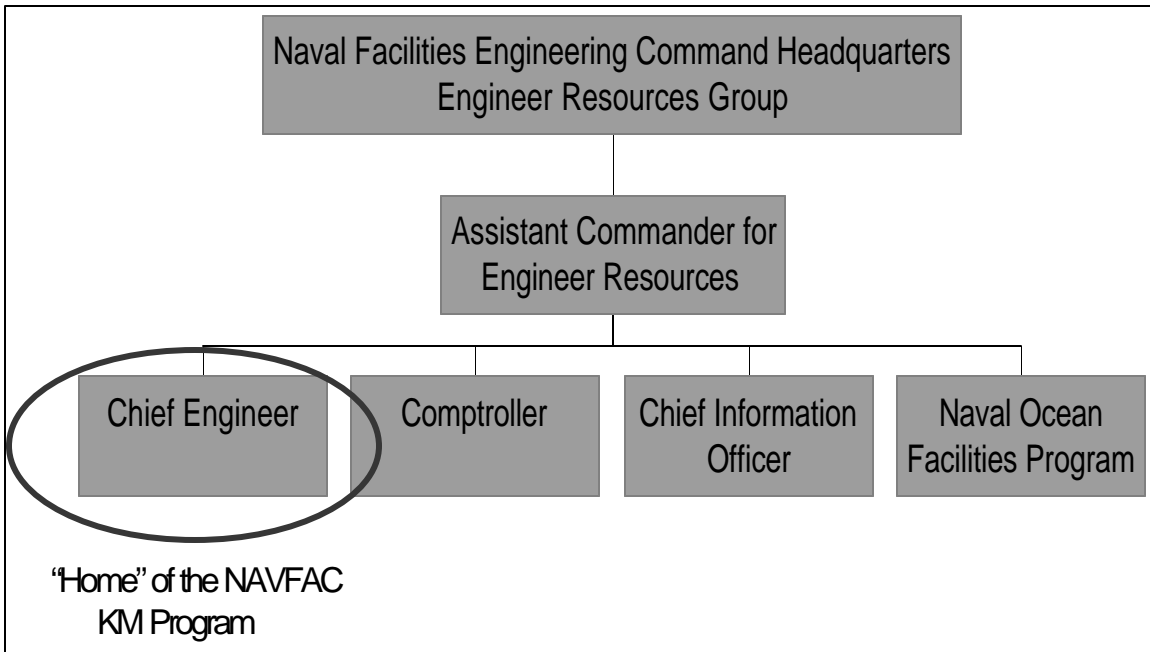 Naval Facilities Engineering Command Headquarters
Engineer Resources Group
Assistant Commander for
Engineer Resources
Chief Engineer
Comptroller
Chief Information
Officer
Naval Ocean
Facilities Program
“Home” of the NAVFAC
KM Program